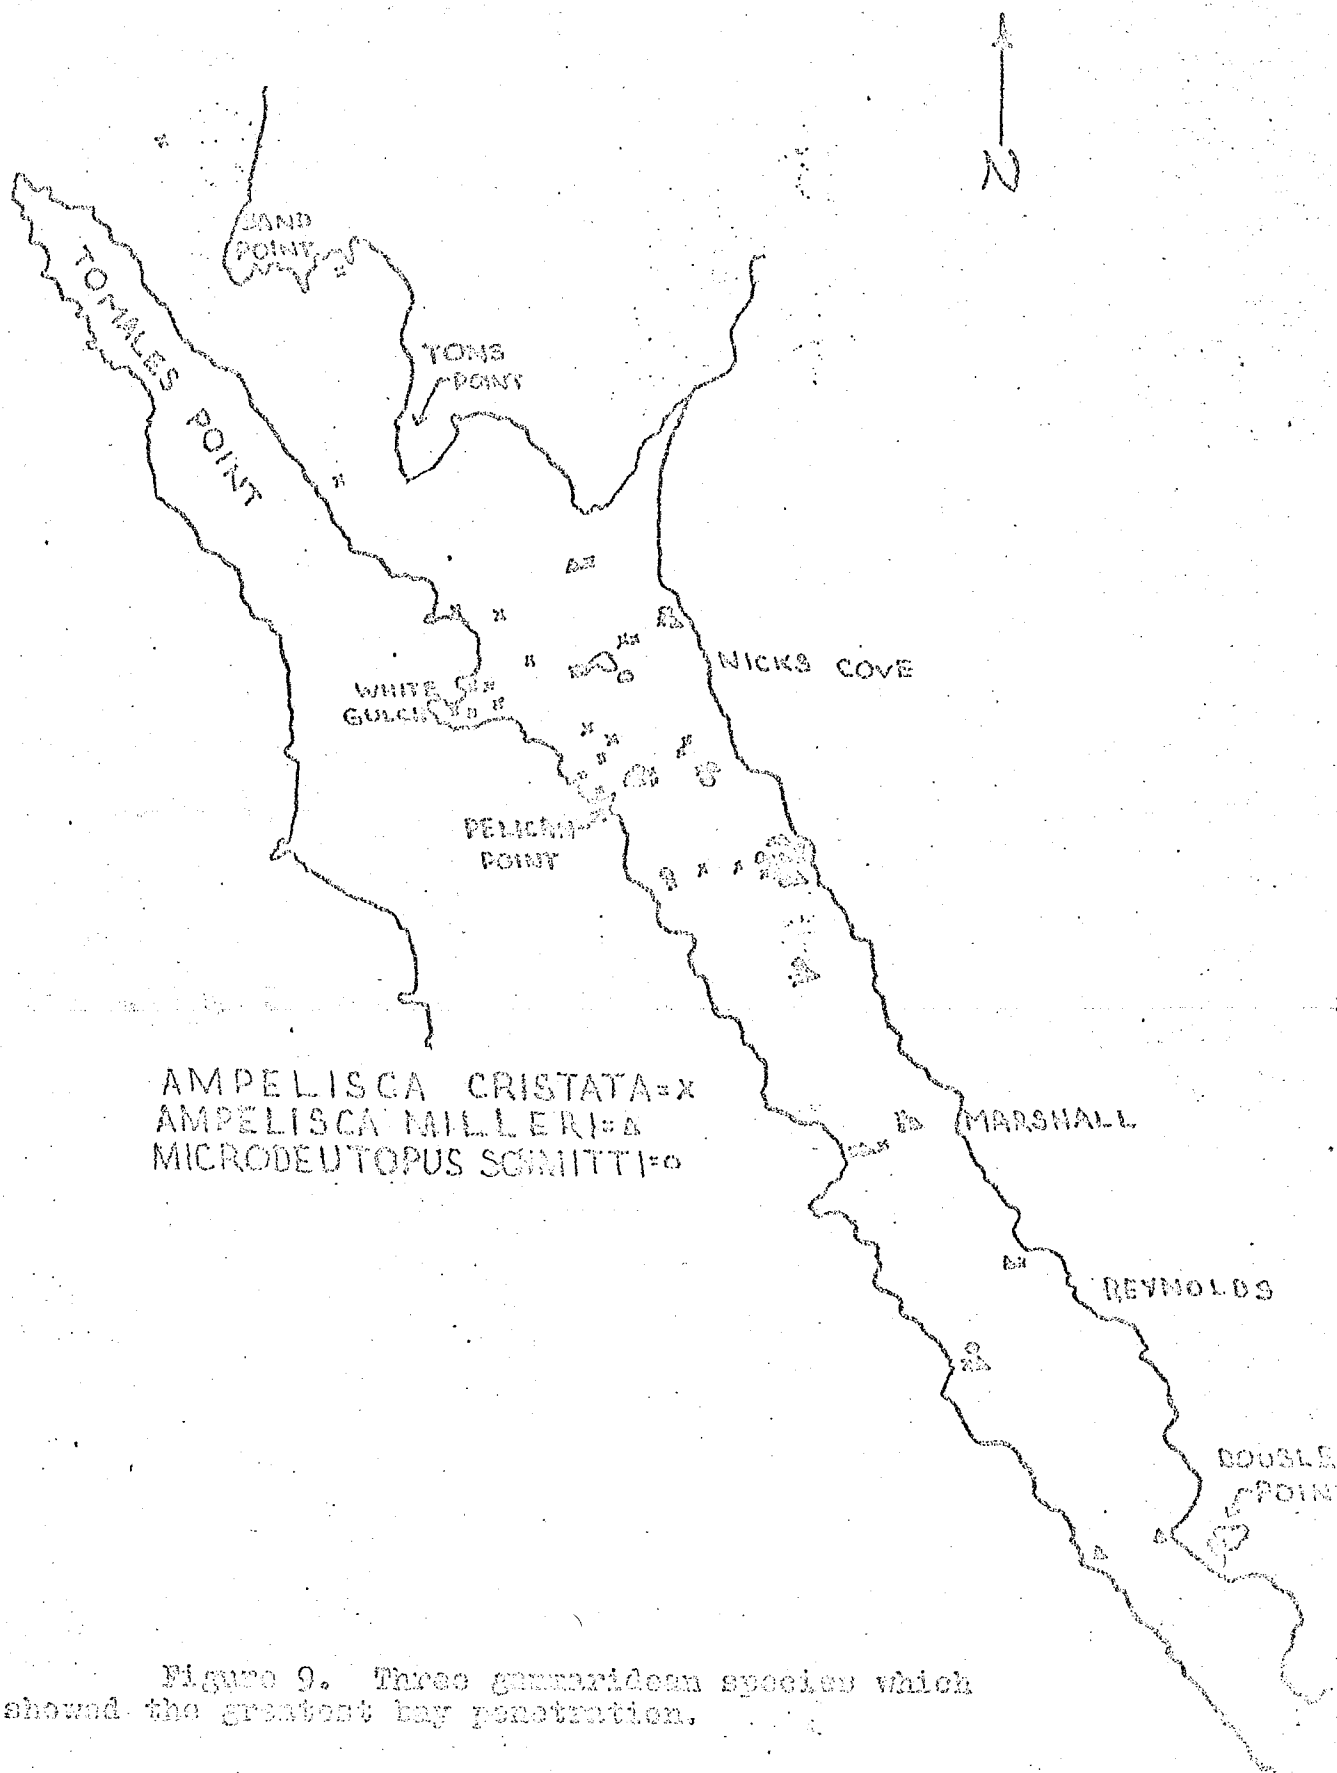 N
SAND
POINT
TOMALES POINT
TOMS
POINT
NICKS COVE
WHITE
GULCH
PELICAN
POINT
AMPELISCA CRISTATA=X
AMPELISCA MILLERI=Δ
MICRODEUTOPUS SCHMITTI=O
MARSHALL
REYNOLDS
DOUBLE
POINT
Figure 9. Three gammaridean species which
showed the greatest bay penetration.